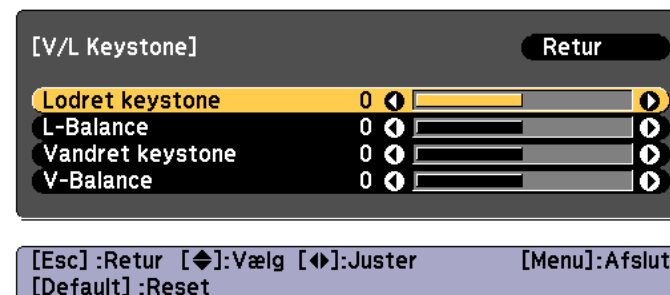 [V/L Keystone] Retur
Lodret keystone 0
L-Balance 0
Vandret keystone 0
V-Balance 0
[Esc] :Retur [◆]:Vælg [◆]:Juster [Menu]:Afslut
[Default] :Reset